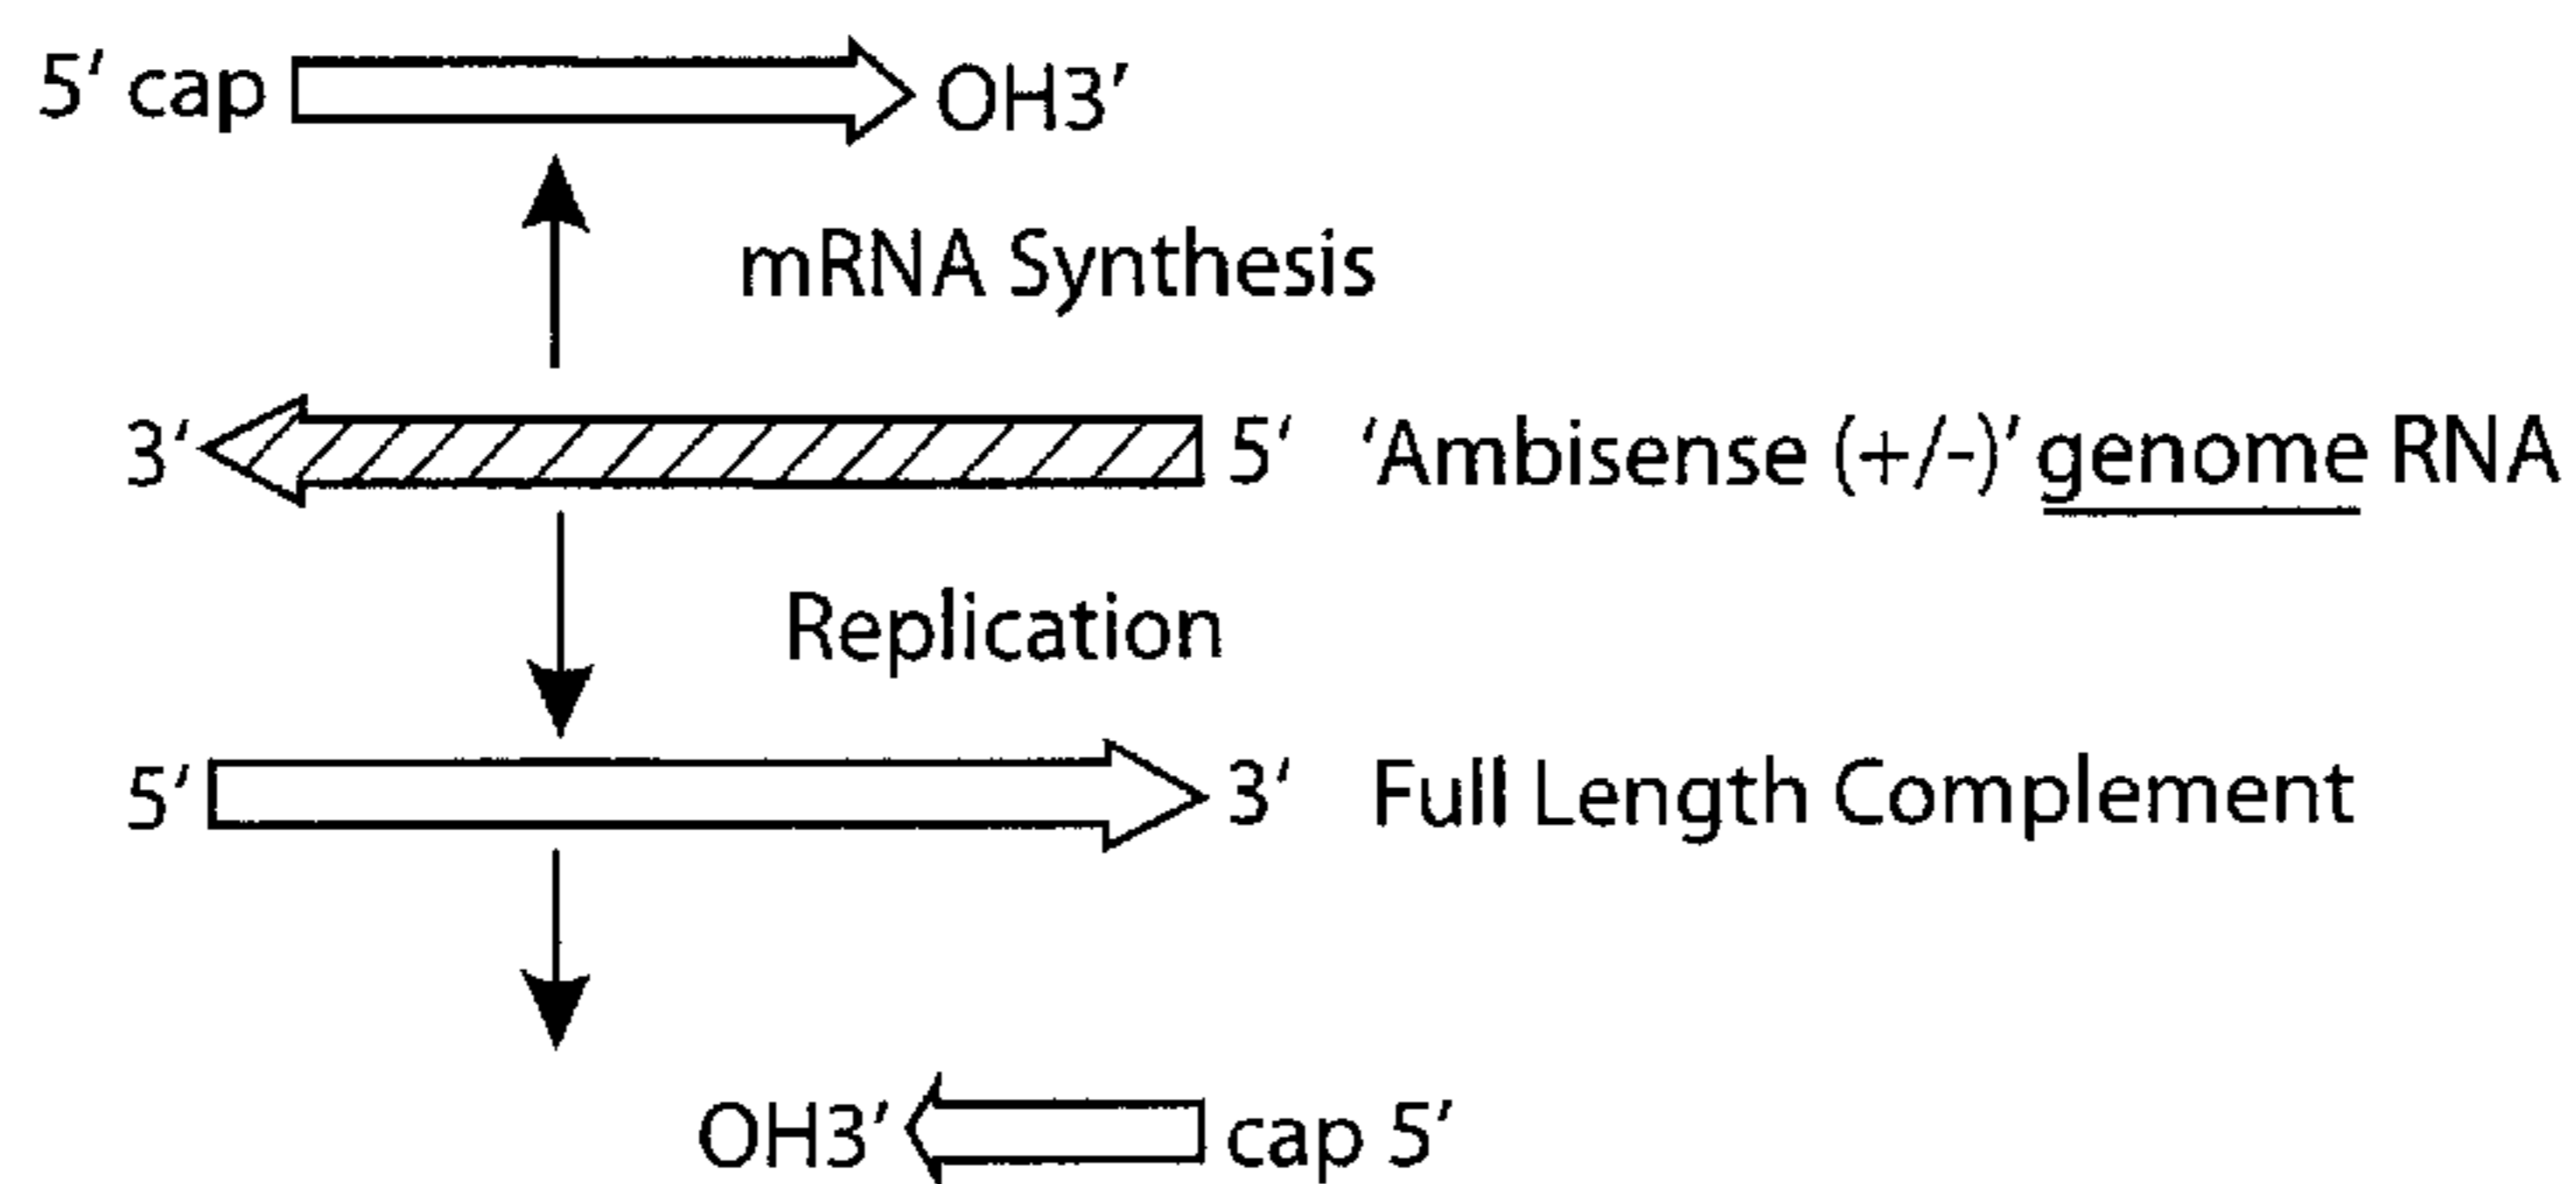 5′ cap OH3′
mRNA Synthesis
3′ 5′ ‘Ambisense (+/-)’ genome RNA
Replication
5′ 3′ Full Length Complement
OH3′ cap 5′